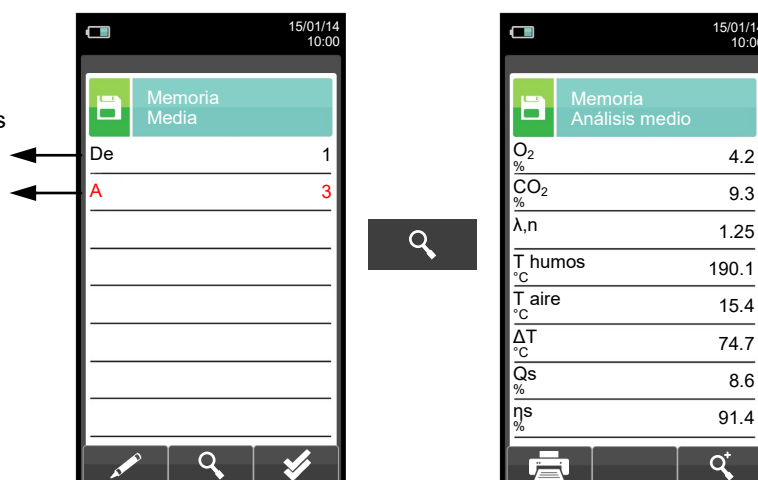 15/01/14
10:00
Memoria
Media
s
De 1
A 3
15/01/14
10:00
Memoria
Análisis medio
O2
% 4.2
CO2
% 9.3
λ,n 1.25
T humos
°C 190.1
T aire
°C 15.4
ΔT
°C 74.7
Qs
% 8.6
ηs
% 91.4